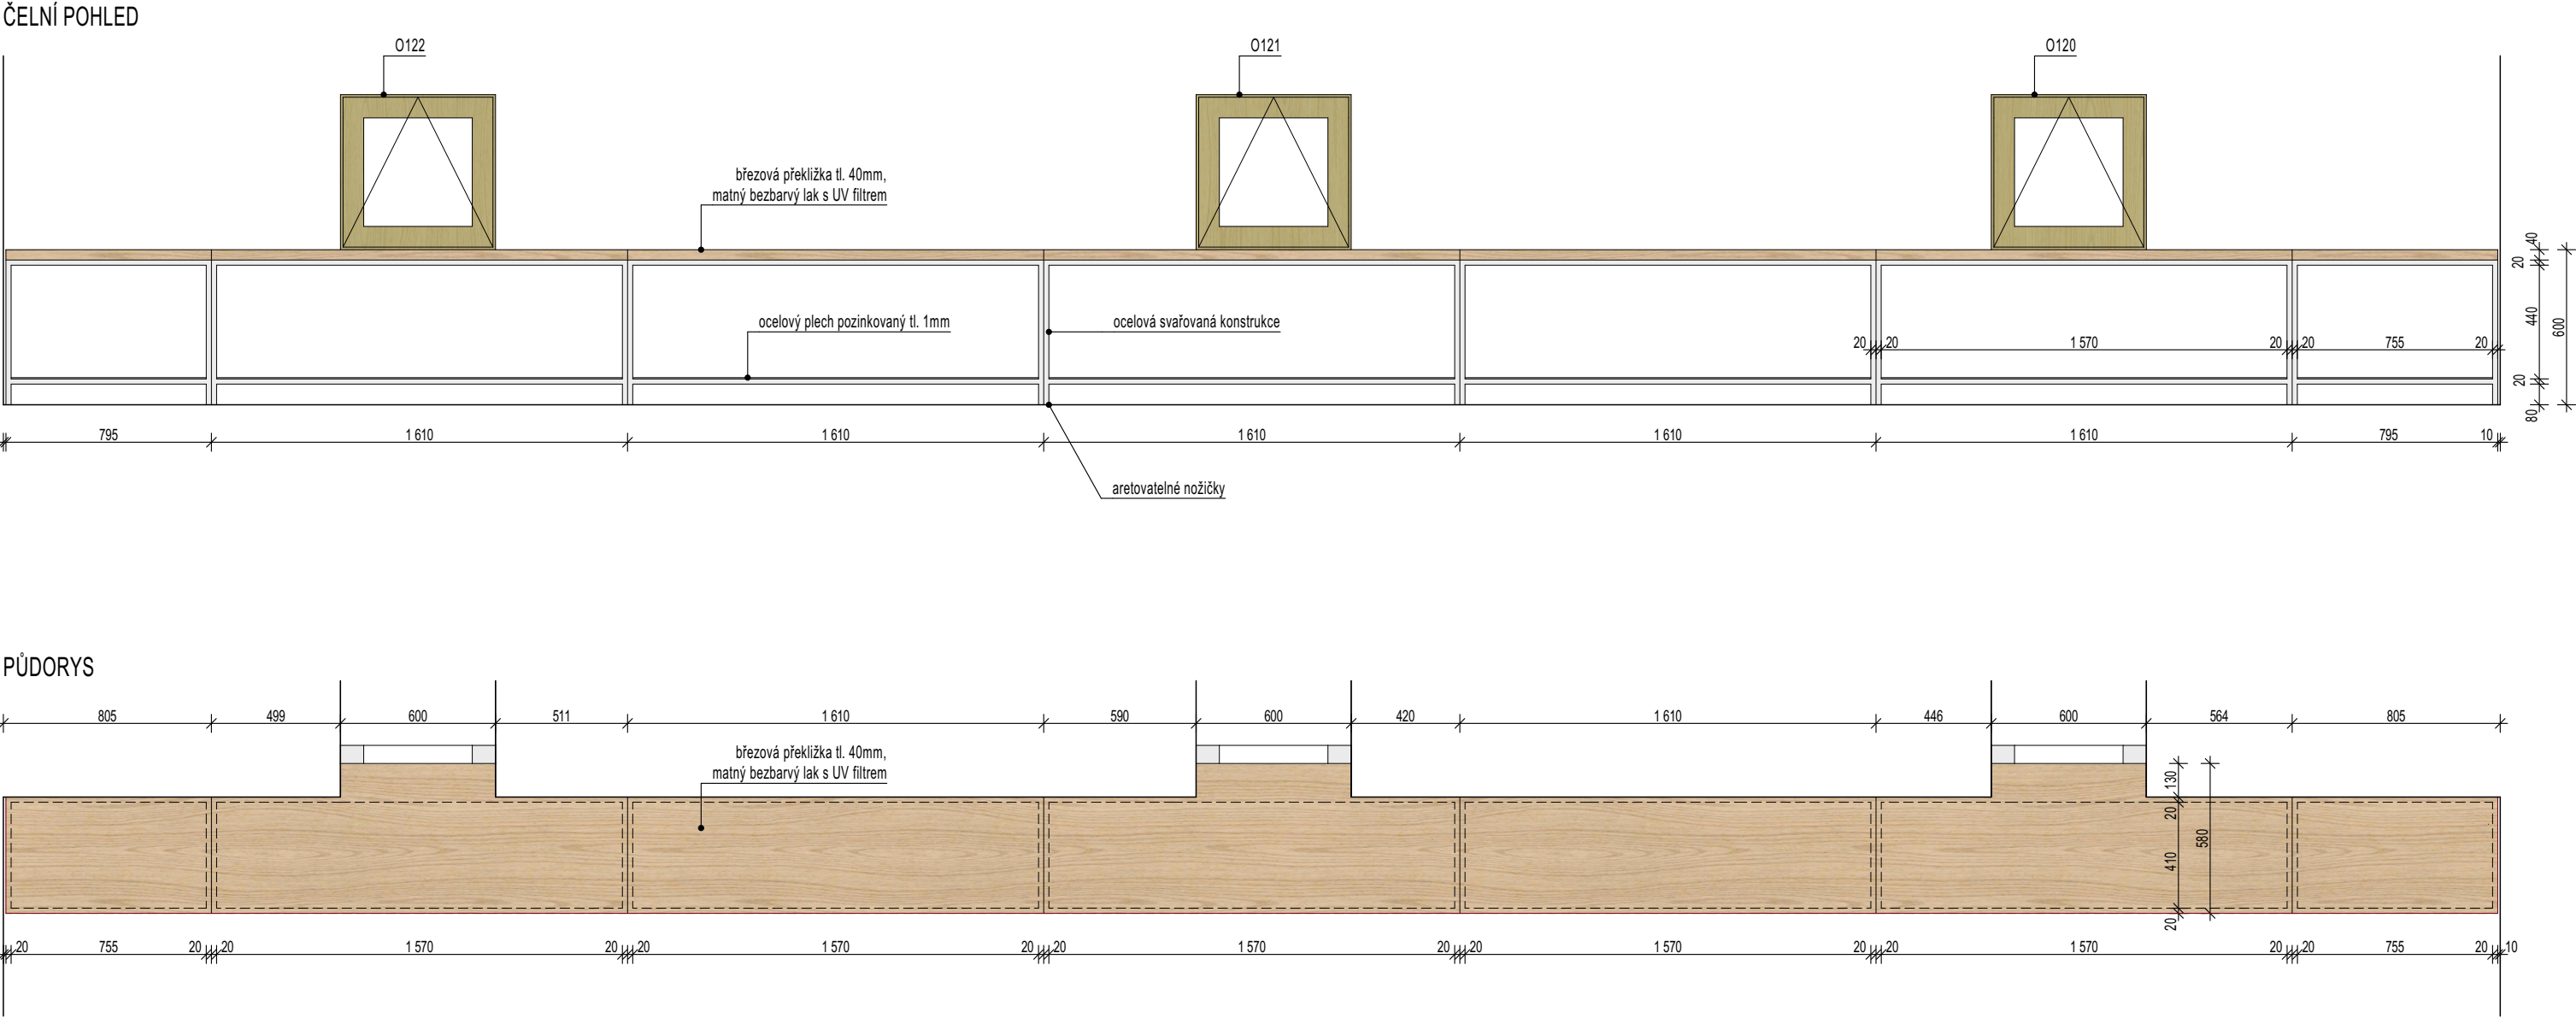 ČELNÍ POHLED
O122
O121
O120
březová překližka tl. 40mm,
matný bezbarvý lak s UV filtrem
ocelový plech pozinkovaný tl. 1mm
ocelová svařovaná konstrukce
40
20
440
600
20
80
20 20 1 570 20 20 755 20
795 1 610 1 610 1 610 1 610 1 610 795 10
aretovatelné nožičky
PŮDORYS
805 499 600 511 1 610 590 600 420 1 610 446 600 564 805
březová překližka tl. 40mm,
matný bezbarvý lak s UV filtrem
130
20
580
410
20
20 755 20 20 1 570 20 20 1 570 20 20 1 570 20 20 1 570 20 20 1 570 20 20 755 20 10